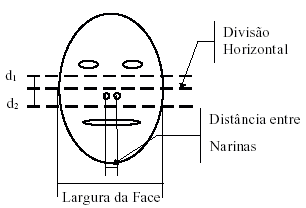 Divisão
Horizontal
d1
d2
Distância entre
Narinas
Largura da Face